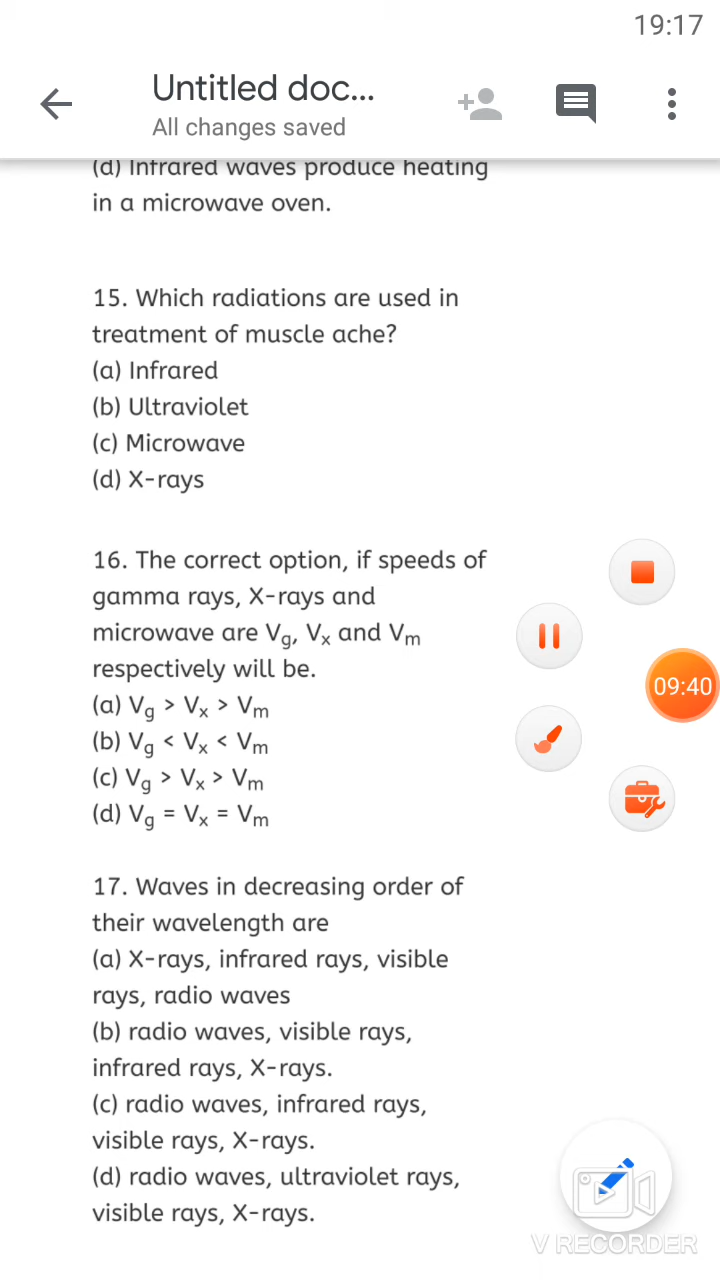 19:17
Untitled doc...
All changes saved
(d) Infrared waves produce heating
in a microwave oven.
15. Which radiations are used in
treatment of muscle ache?
(a) Infrared
(b) Ultraviolet
(c) Microwave
(d) X-rays
16. The correct option, if speeds of
gamma rays, X-rays and
microwave are Vg, Vx and Vm
respectively will be.
(a) Vg > Vx > Vm
(b) Vg < Vx < Vm
(c) Vg > Vx > Vm
(d) Vg = Vx = Vm
09:40
17. Waves in decreasing order of
their wavelength are
(a) X-rays, infrared rays, visible
rays, radio waves
(b) radio waves, visible rays,
infrared rays, X-rays.
(c) radio waves, infrared rays,
visible rays, X-rays.
(d) radio waves, ultraviolet rays,
visible rays, X-rays.
V RECORDER